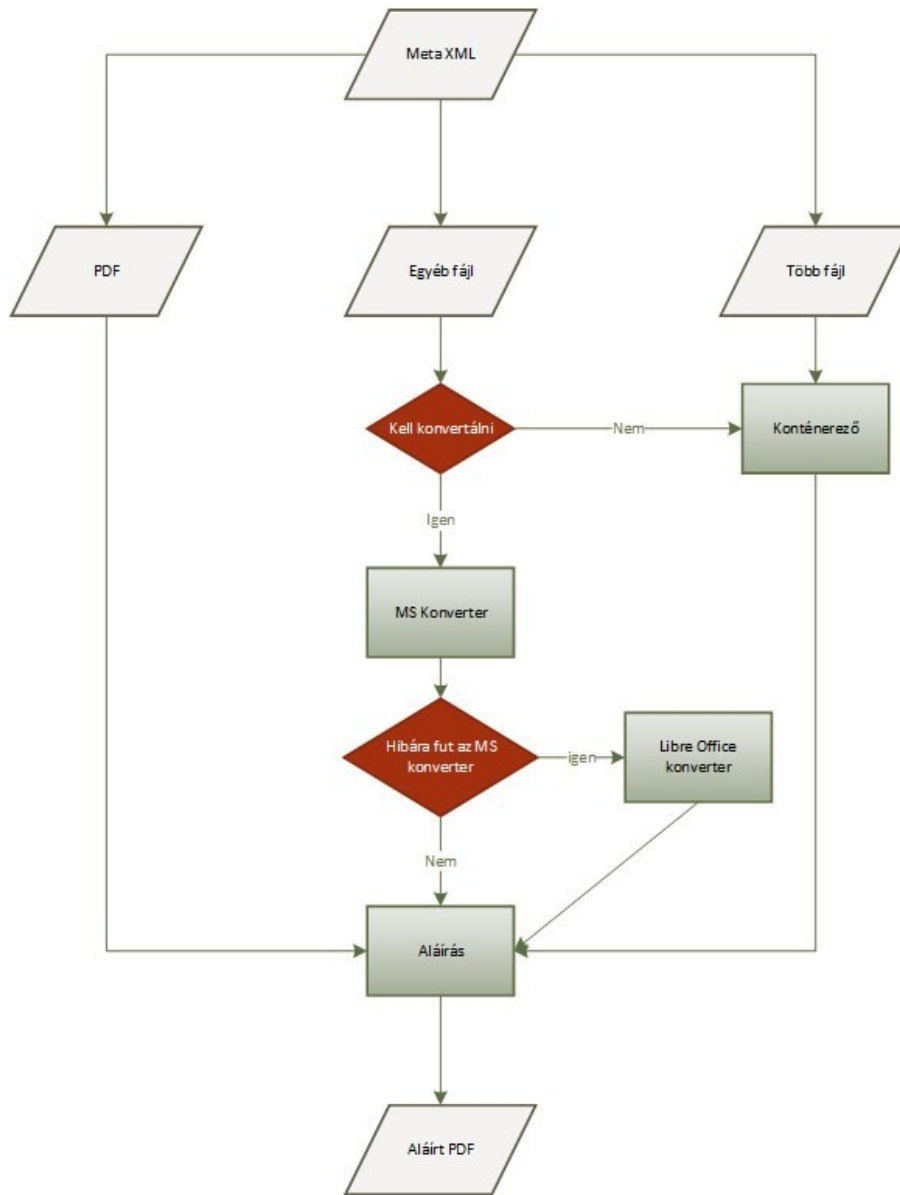 Meta XML
PDF
Egyéb fájl
Több fájl
Kell konvertálni
Nem
Konténerező
Igen
MS Konverter
Hibára fut az MS
konverter
igen
Libre Office
konverter
Nem
Aláírás
Aláírt PDF